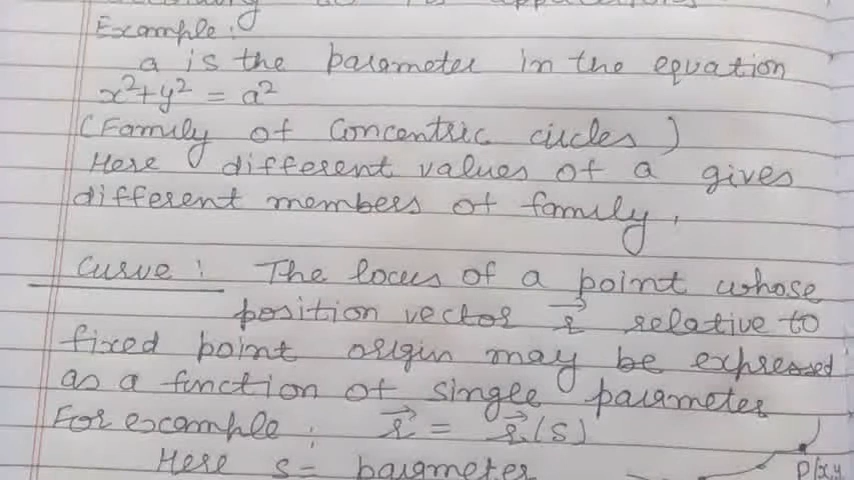 Example:
a is the parameter in the equation
x²+y² = a²
(Family of Concentric circles)
Here different values of a gives
different members of family.
Curve: The locus of a point whose
position vector r⃗ relative to
fixed point origin may be expressed
as a function of single parameter
For example: r⃗ = r⃗(s)
Here s = parameter
P(x,y